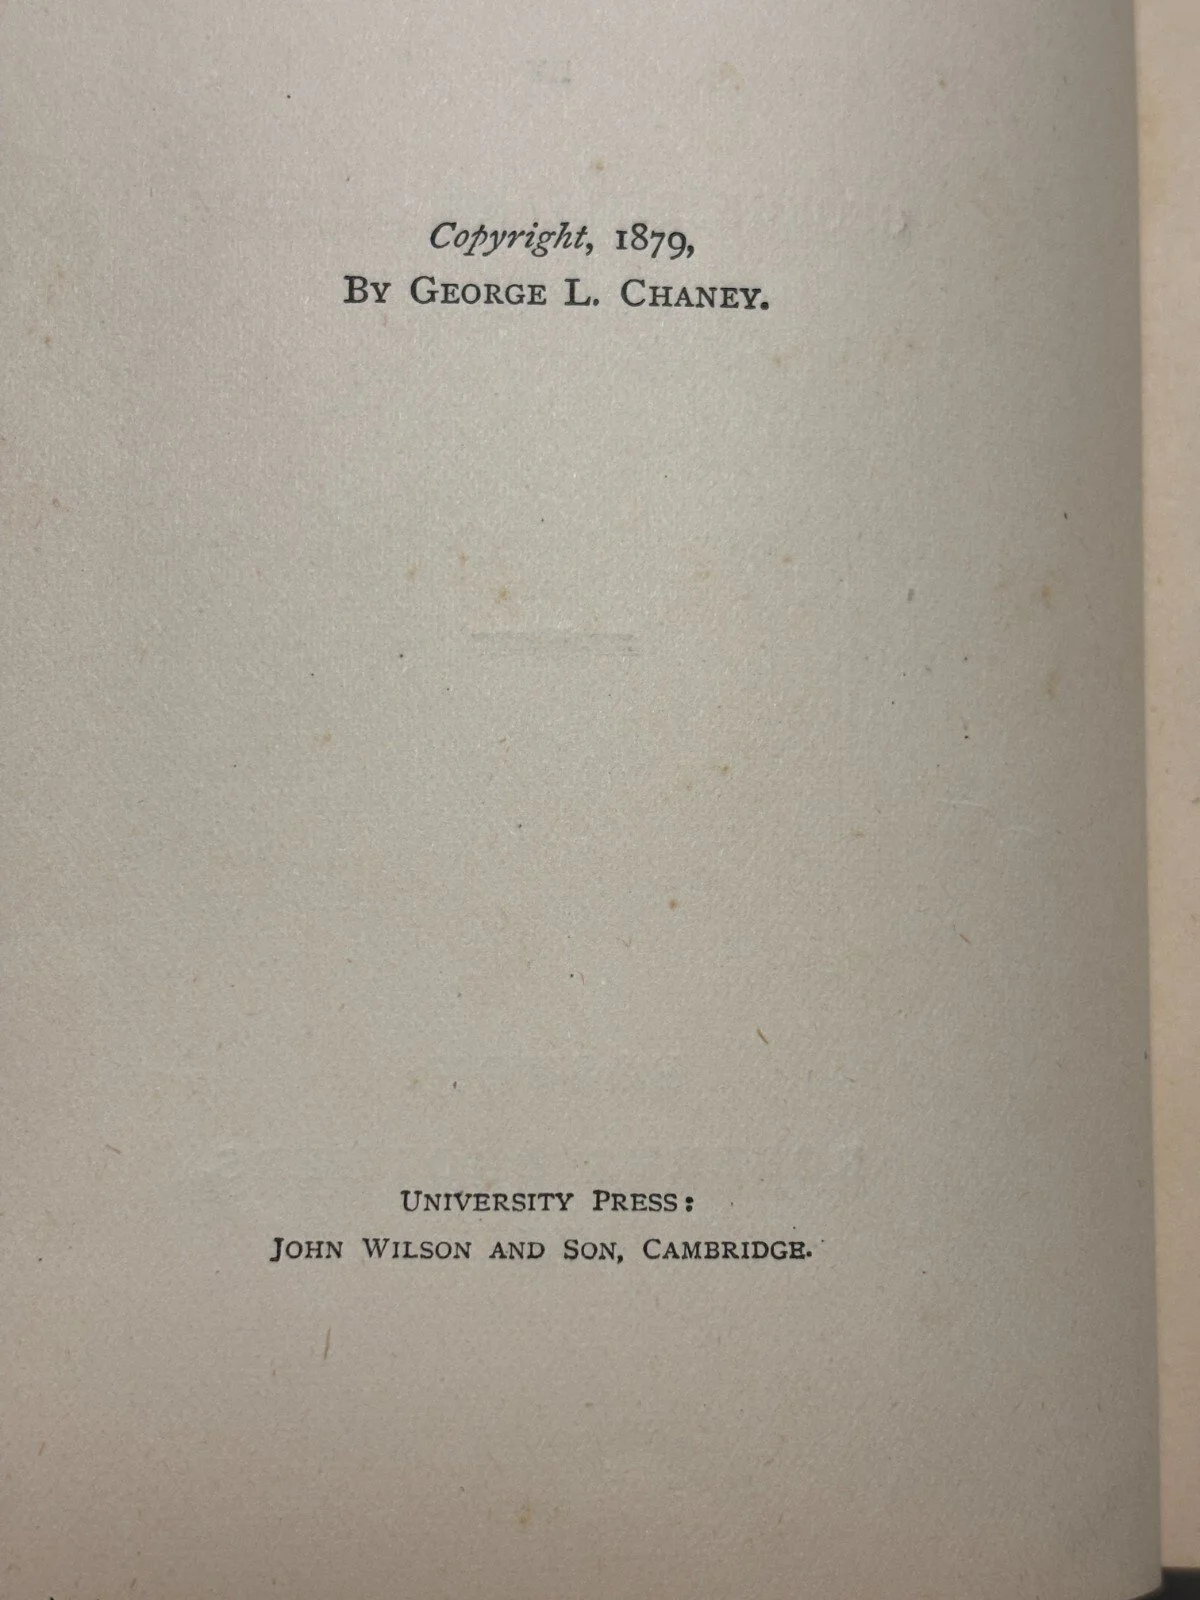 Copyright, 1879,
By George L. Chaney.
University Press:
John Wilson and Son, Cambridge.